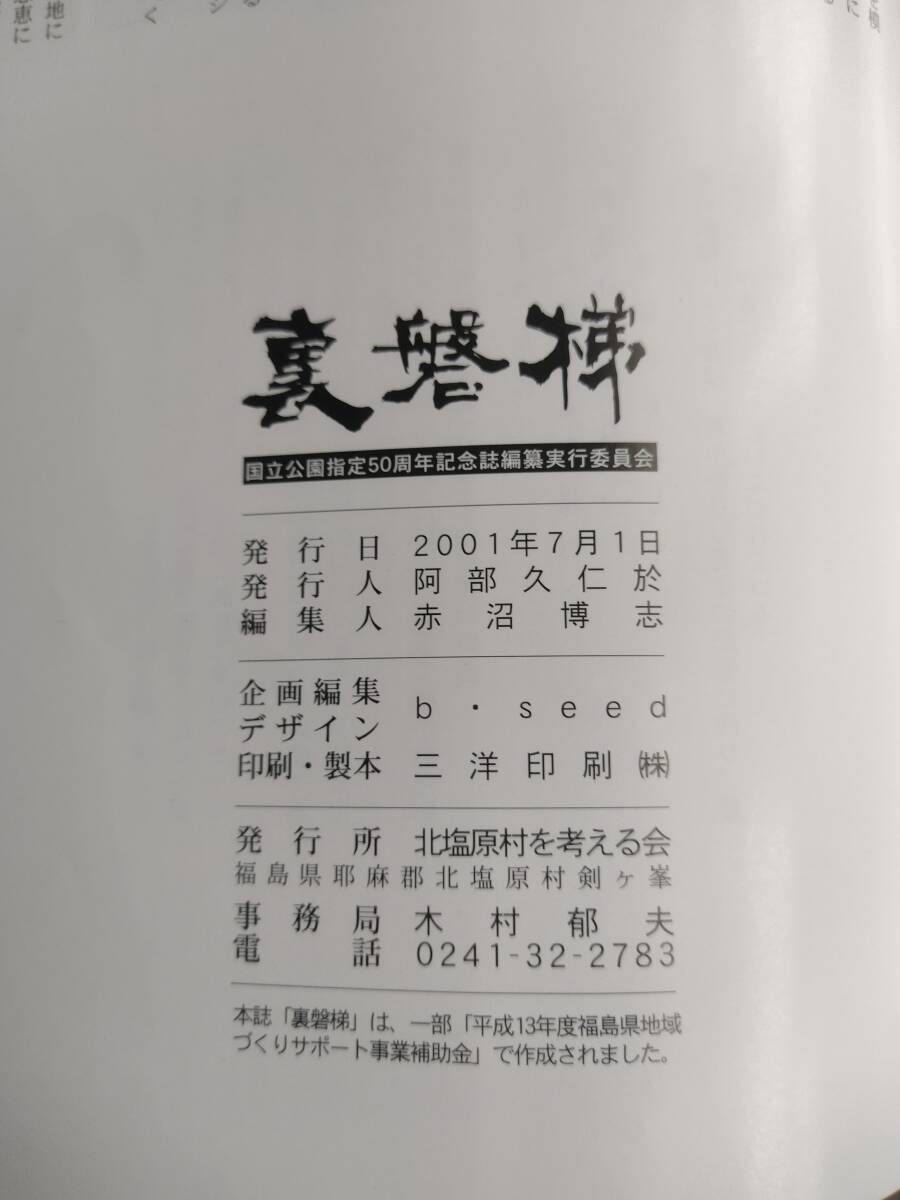 裏磐梯
国立公園指定50周年記念誌編纂実行委員会
発行日 2001年7月1日
発行人 阿部久仁於
編集人 赤沼博志
企画編集
デザイン b・seed
印刷・製本 三洋印刷㈱
発行所 北塩原村を考える会
福島県耶麻郡北塩原村剣ヶ峯
事務局 木村郁夫
電話 0241-32-2783
本誌「裏磐梯」は、一部「平成13年度福島県地域
づくりサポート事業補助金」で作成されました。